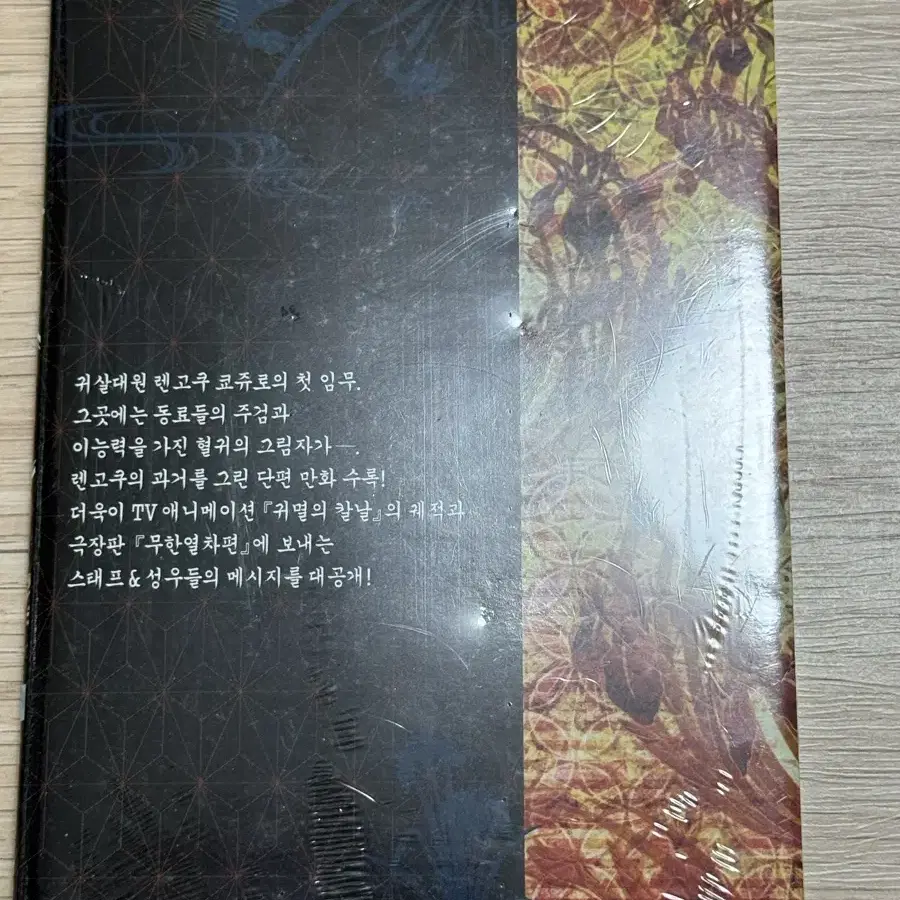 귀살대원 렌고쿠 쿄쥬로의 첫 임무.
그곳에는 동료들의 주검과
이능력을 가진 혈귀의 그림자가―.
렌고쿠의 과거를 그린 단편 만화 수록!
더욱이 TV 애니메이션 『귀멸의 칼날』의 궤적과
극장판 『무한열차편』에 보내는
스태프 & 성우들의 메시지를 대공개!